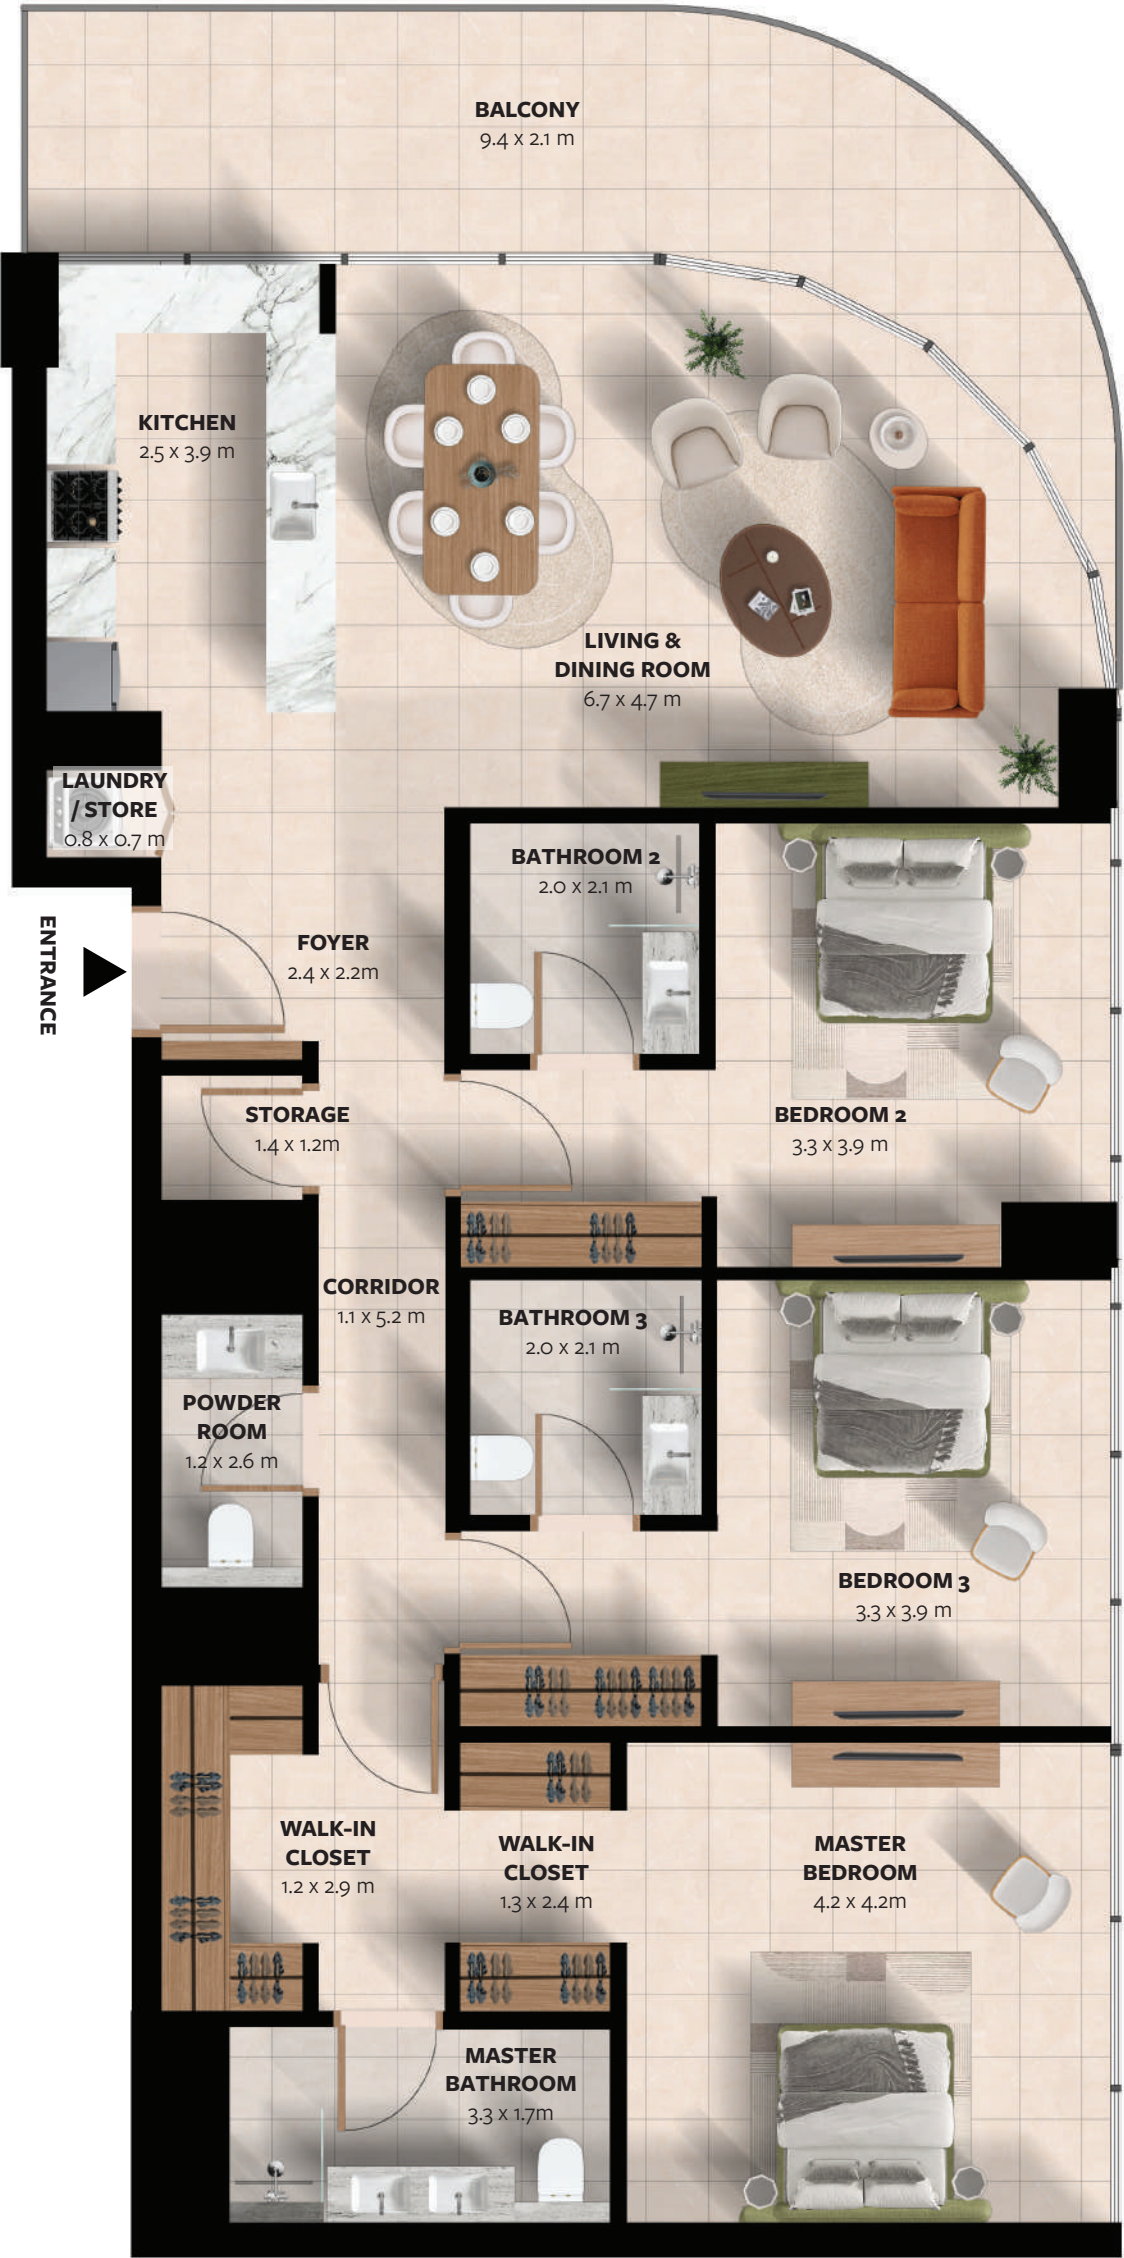 BALCONY
9.4 x 2.1 m
KITCHEN
2.5 x 3.9 m
LIVING &
DINING ROOM
6.7 x 4.7 m
LAUNDRY
/ STORE
0.8 x 0.7 m
BATHROOM 2
2.0 x 2.1 m
ENTRANCE
FOYER
2.4 x 2.2m
STORAGE
1.4 x 1.2m
BEDROOM 2
3.3 x 3.9 m
CORRIDOR
1.1 x 5.2 m
BATHROOM 3
2.0 x 2.1 m
POWDER
ROOM
1.2 x 2.6 m
BEDROOM 3
3.3 x 3.9 m
WALK-IN
CLOSET
1.2 x 2.9 m
WALK-IN
CLOSET
1.3 x 2.4 m
MASTER
BEDROOM
4.2 x 4.2m
MASTER
BATHROOM
3.3 x 1.7m